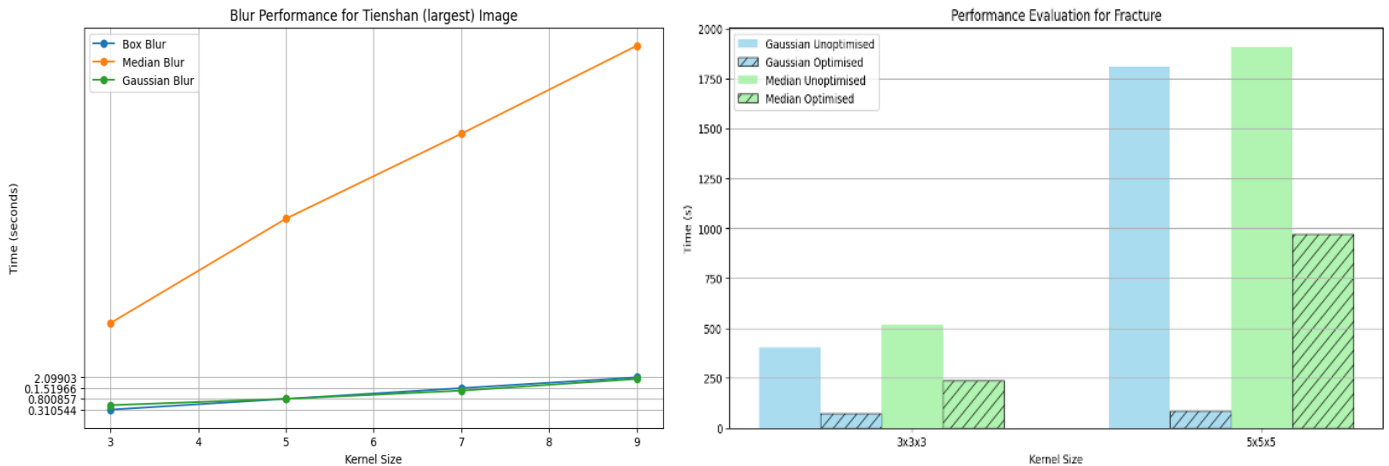 Blur Performance for Tienshan (largest) Image
Box Blur
Median Blur
Gaussian Blur
Time (seconds)
2.09903
0.1.51966
0.800857
0.310544
3
4
5
6
7
8
9
Kernel Size
Performance Evaluation for Fracture
Gaussian Unoptimised
Gaussian Optimised
Median Unoptimised
Median Optimised
Time (s)
2000
1750
1500
1250
1000
750
500
250
0
3x3x3
5x5x5
Kernel Size